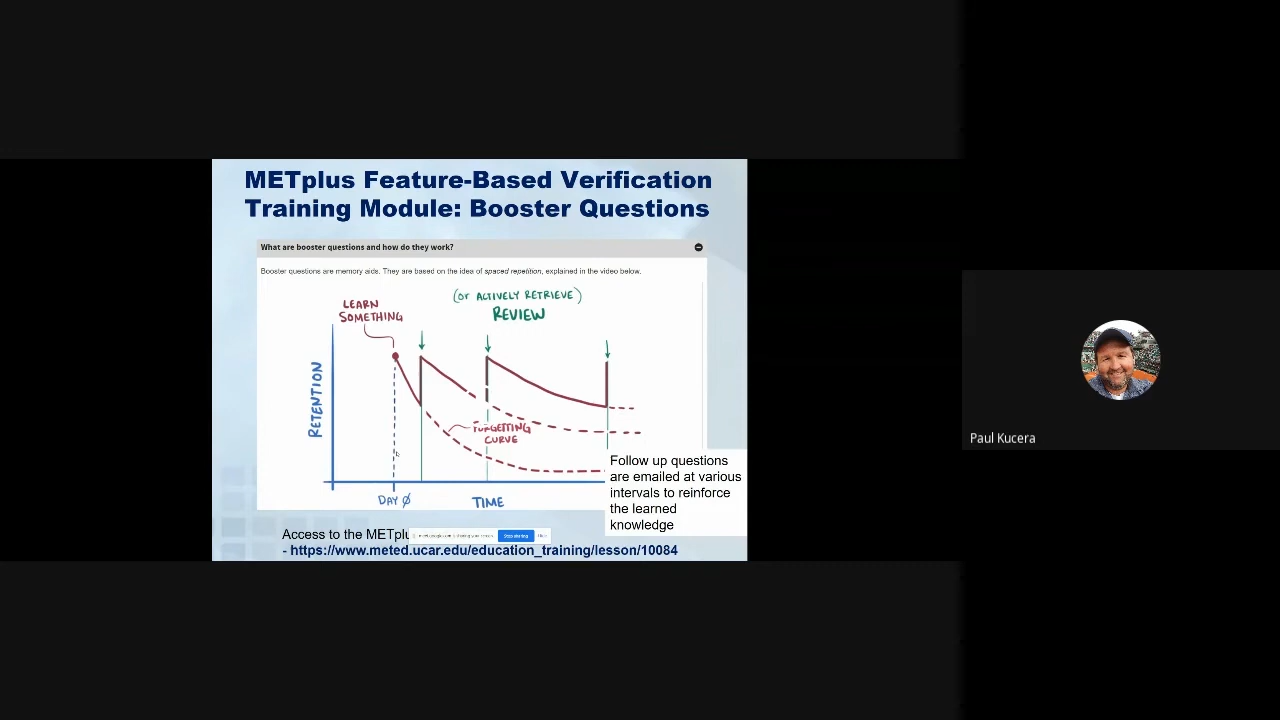 METplus Feature-Based Verification
Training Module: Booster Questions
What are booster questions and how do they work?
Booster questions are memory aids. They are based on the idea of spaced repetition, explained in the video below.
LEARN
SOMETHING
(OR ACTIVELY RETRIEVE)
REVIEW
RETENTION
FORGETTING
CURVE
DAY Ø
TIME
Follow up questions
are emailed at various
intervals to reinforce
the learned
knowledge
Access to the METplu
Stop sharing
Hide
- https://www.meted.ucar.edu/education_training/lesson/10084
Paul Kucera